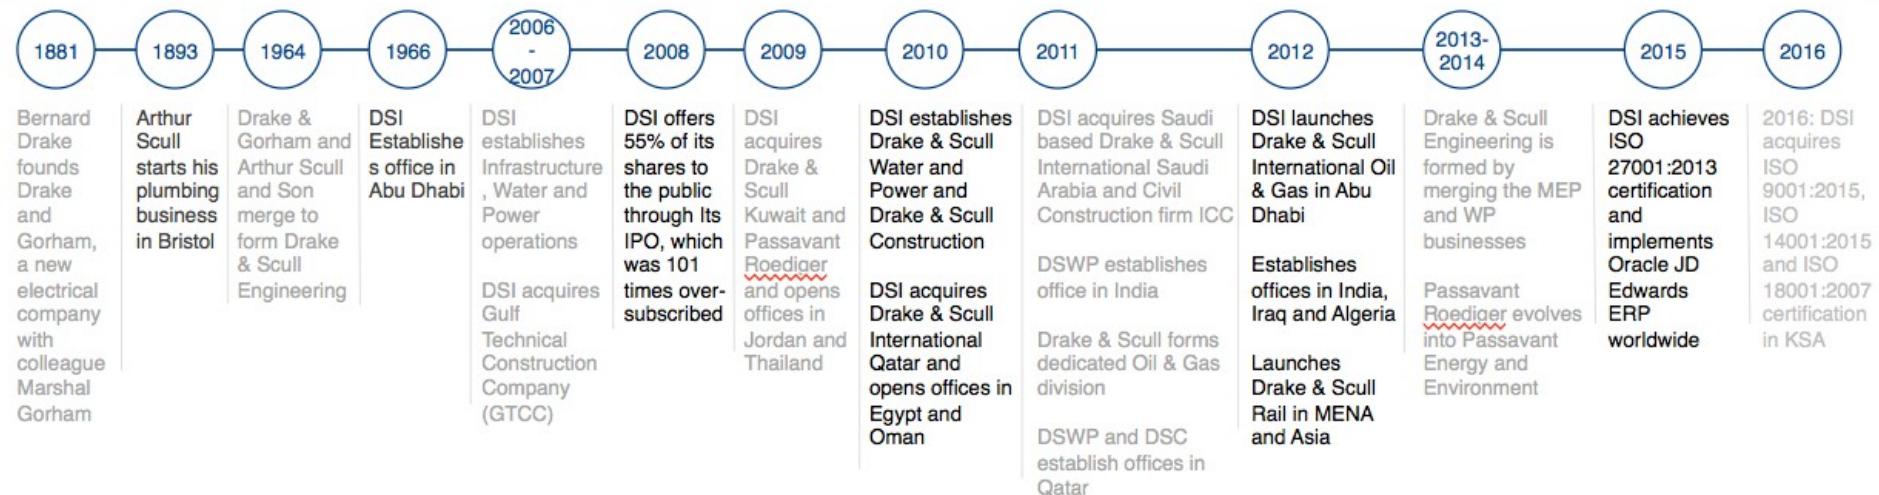 1881
1893
1964
1966
2006
-
2007
2008
2009
2010
2011
2012
2013-
2014
2015
2016
Bernard
Drake
founds
Drake
and
Gorham,
a new
electrical
company
with
colleague
Marshal
Gorham
Arthur
Scull
starts his
plumbing
business
in Bristol
Drake &
Gorham and
Arthur Scull
and Son
merge to
form Drake
& Scull
Engineering
DSI
Establishe
s office in
Abu Dhabi
DSI
establishes
Infrastructure
, Water and
Power
operations
DSI acquires
Gulf
Technical
Construction
Company
(GTCC)
DSI offers
55% of its
shares to
the public
through Its
IPO, which
was 101
times over-
subscribed
DSI
acquires
Drake &
Scull
Kuwait and
Passavant
Roediger
and opens
offices in
Jordan and
Thailand
DSI establishes
Drake & Scull
Water and
Power and
Drake & Scull
Construction
DSI acquires
Drake & Scull
International
Qatar and
opens offices in
Egypt and
Oman
DSI acquires Saudi
based Drake & Scull
International Saudi
Arabia and Civil
Construction firm ICC
DSWP establishes
office in India
Drake & Scull forms
dedicated Oil & Gas
division
DSWP and DSC
establish offices in
Qatar
DSI launches
Drake & Scull
International Oil
& Gas in Abu
Dhabi
Establishes
offices in India,
Iraq and Algeria
Launches
Drake & Scull
Rail in MENA
and Asia
Drake & Scull
Engineering is
formed by
merging the MEP
and WP
businesses
Passavant
Roediger evolves
into Passavant
Energy and
Environment
DSI achieves
ISO
27001:2013
certification
and
implements
Oracle JD
Edwards
ERP
worldwide
2016: DSI
acquires
ISO
9001:2015,
ISO
14001:2015
and ISO
18001:2007
certification
in KSA